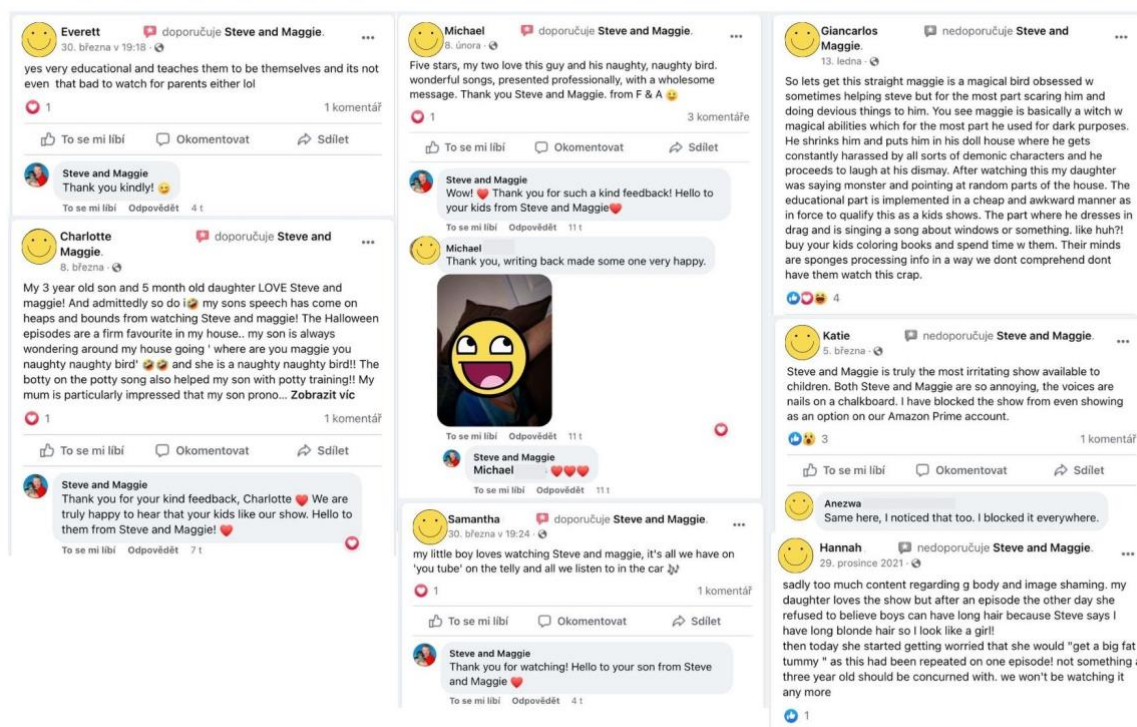 Everett doporučuje Steve and Maggie.
30. března v 19:18
yes very educational and teaches them to be themselves and its not
even that bad to watch for parents either lol
1 1 komentář
To se mi líbí Okomentovat Sdílet
Steve and Maggie
Thank you kindly! 😊
To se mi líbí Odpovědět 4 t
Charlotte doporučuje Steve and
Maggie.
8. března
My 3 year old son and 5 month old daughter LOVE Steve and
maggie! And admittedly so do i🤣 my sons speech has come on
heaps and bounds from watching Steve and maggie! The Halloween
episodes are a firm favourite in my house.. my son is always
wondering around my house going ' where are you maggie you
naughty naughty bird' 🤣🤣 and she is a naughty naughty bird!! The
botty on the potty song also helped my son with potty training!! My
mum is particularly impressed that my son prono... Zobrazit víc
1 1 komentář
To se mi líbí Okomentovat Sdílet
Steve and Maggie
Thank you for your kind feedback, Charlotte ❤️ We are
truly happy to hear that your kids like our show. Hello to
them from Steve and Maggie! ❤️
To se mi líbí Odpovědět 7 t
Michael doporučuje Steve and Maggie.
8. února
Five stars, my two love this guy and his naughty, naughty bird.
wonderful songs, presented professionally, with a wholesome
message. Thank you Steve and Maggie. from F & A 😀
1 3 komentáře
To se mi líbí Okomentovat Sdílet
Steve and Maggie
Wow! ❤️ Thank you for such a kind feedback! Hello to
your kids from Steve and Maggie❤️
To se mi líbí Odpovědět 11 t
Michael
Thank you, writing back made some one very happy.
To se mi líbí Odpovědět 11 t
Steve and Maggie
Michael ❤️❤️❤️
To se mi líbí Odpovědět 11 t
Samantha doporučuje Steve and Maggie.
30. března v 19:24
my little boy loves watching Steve and maggie, it's all we have on
'you tube' on the telly and all we listen to in the car 🎶
1 1 komentář
To se mi líbí Okomentovat Sdílet
Steve and Maggie
Thank you for watching! Hello to your son from Steve
and Maggie ❤️
To se mi líbí Odpovědět 4 t
Giancarlos nedoporučuje Steve and
Maggie.
13. ledna
So lets get this straight maggie is a magical bird obsessed w
sometimes helping steve but for the most part scaring him and
doing devious things to him. You see maggie is basically a witch w
magical abilities which for the most part he used for dark purposes.
He shrinks him and puts him in his doll house where he gets
constantly harassed by all sorts of demonic characters and he
proceeds to laugh at his dismay. After watching this my daughter
was saying monster and pointing at random parts of the house. The
educational part is implemented in a cheap and awkward manner as
in force to qualify this as a kids shows. The part where he dresses in
drag and is singing a song about windows or something. like huh?!
buy your kids coloring books and spend time w them. Their minds
are sponges processing info in a way we dont comprehend dont
have them watch this crap.
4
Katie nedoporučuje Steve and Maggie.
5. března
Steve and Maggie is truly the most irritating show available to
children. Both Steve and Maggie are so annoying, the voices are
nails on a chalkboard. I have blocked the show from even showing
as an option on our Amazon Prime account.
3 1 komentář
To se mi líbí Okomentovat Sdílet
Anezwa
Same here, I noticed that too. I blocked it everywhere.
Hannah nedoporučuje Steve and Maggie.
29. prosince 2021
sadly too much content regarding g body and image shaming. my
daughter loves the show but after an episode the other day she
refused to believe boys can have long hair because Steve says I
have long blonde hair so I look like a girl!
then today she started getting worried that she would "get a big fat
tummy " as this had been repeated on one episode! not something a
three year old should be concurned with. we won't be watching it
any more
1